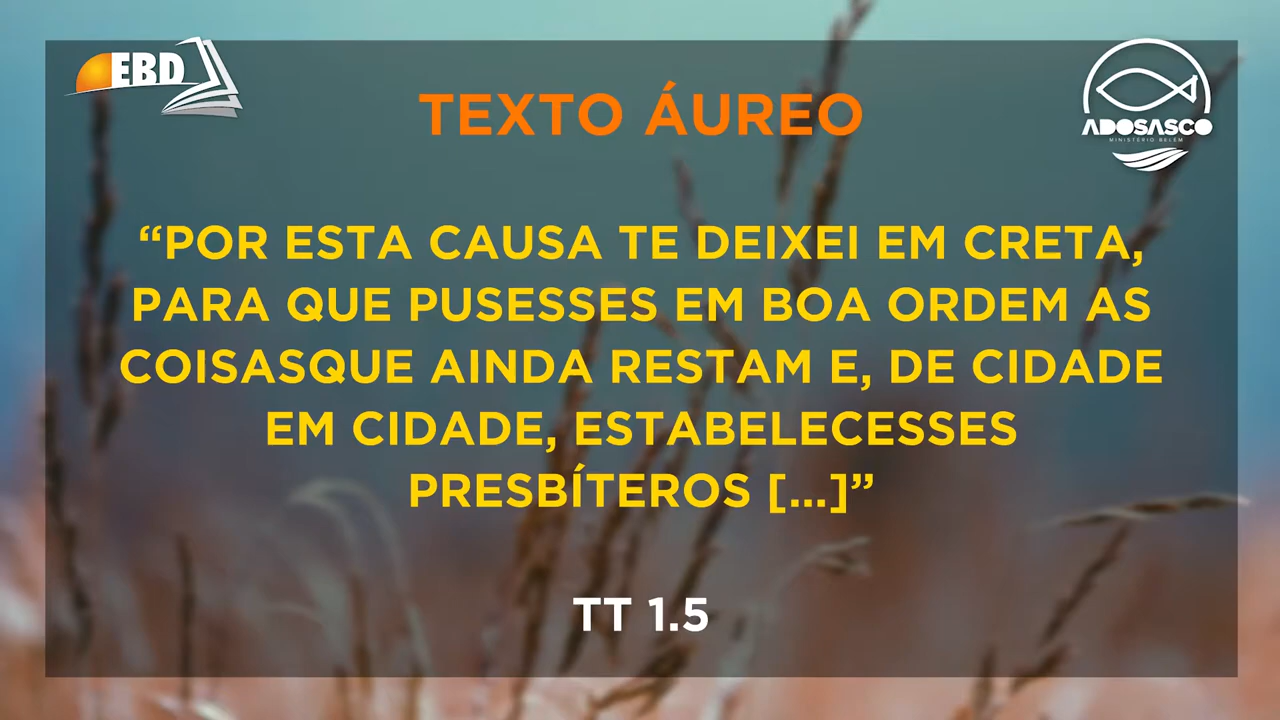 EBD
TEXTO ÁUREO
ADOSASCO
MINISTÉRIO BELÉM
“POR ESTA CAUSA TE DEIXEI EM CRETA,
PARA QUE PUSESSES EM BOA ORDEM AS
COISASQUE AINDA RESTAM E, DE CIDADE
EM CIDADE, ESTABELECESSES
PRESBÍTEROS [...]”
TT 1.5